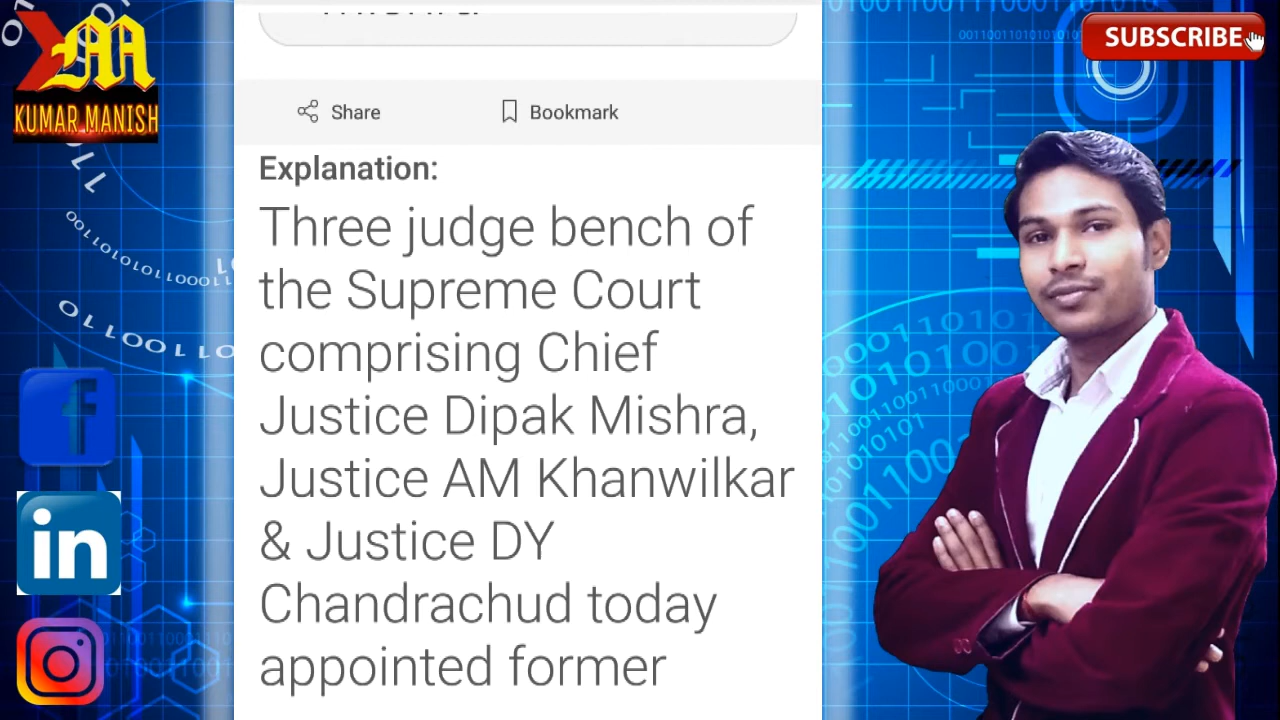 KUMAR MANISH
SUBSCRIBE
Share
Bookmark
Explanation:
Three judge bench of
the Supreme Court
comprising Chief
Justice Dipak Mishra,
Justice AM Khanwilkar
& Justice DY
Chandrachud today
appointed former
in